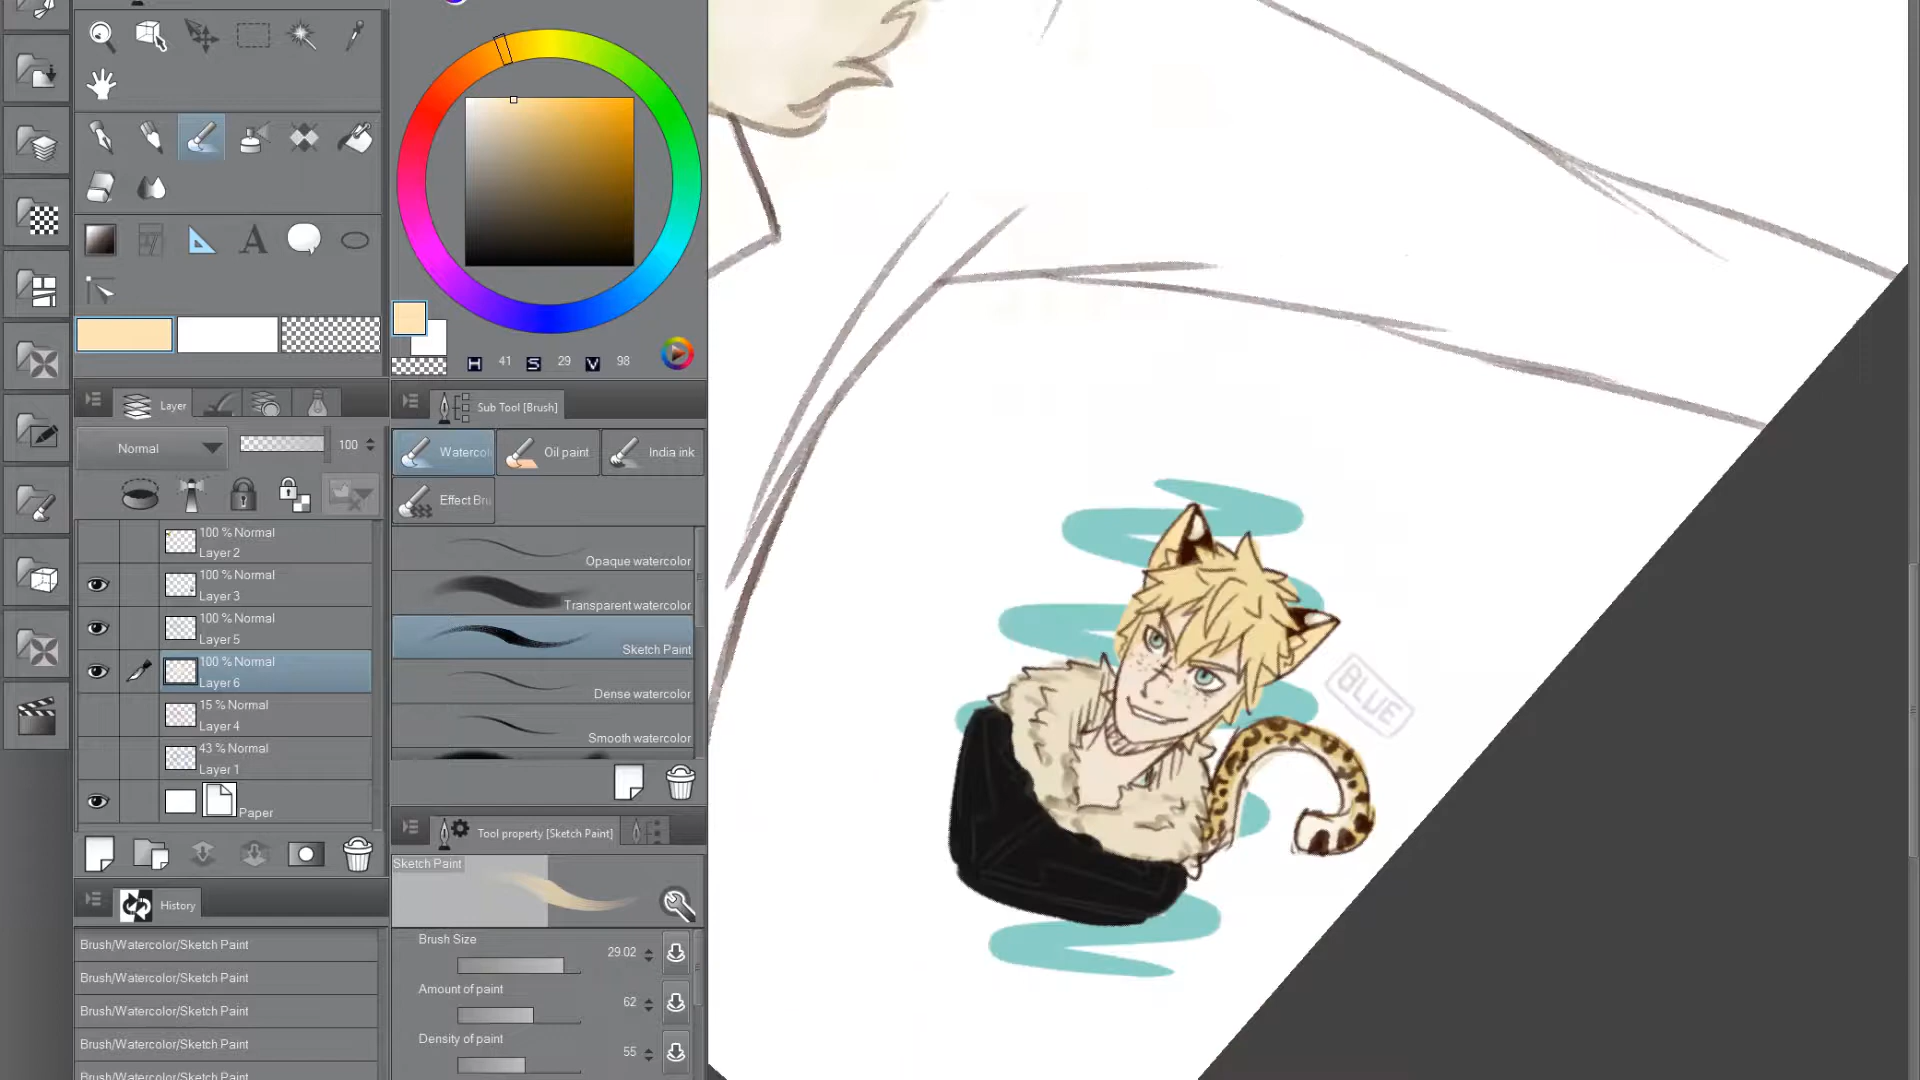 H 41 S 29 V 98
Layer
Sub Tool [Brush]
Normal 100
Watercol Oil paint India ink
Effect Bru
100 % Normal
Layer 2
100 % Normal
Layer 3
100 % Normal
Layer 5
100 % Normal
Layer 6
15 % Normal
Layer 4
43 % Normal
Layer 1
Paper
Opaque watercolor
Transparent watercolor
Sketch Paint
Dense watercolor
Smooth watercolor
Tool property [Sketch Paint]
Sketch Paint
Brush Size 29.02
Amount of paint 62
Density of paint 55
History
Brush/Watercolor/Sketch Paint
Brush/Watercolor/Sketch Paint
Brush/Watercolor/Sketch Paint
Brush/Watercolor/Sketch Paint
Brush/Watercolor/Sketch Paint
BLUE